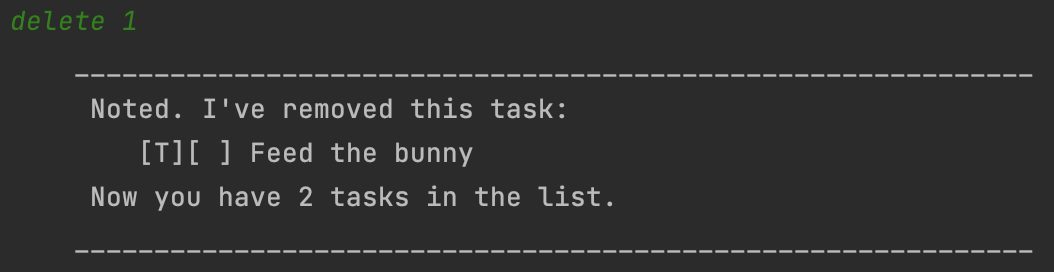 delete 1
____________________________________________________________
Noted. I've removed this task:
[T][ ] Feed the bunny
Now you have 2 tasks in the list.
____________________________________________________________